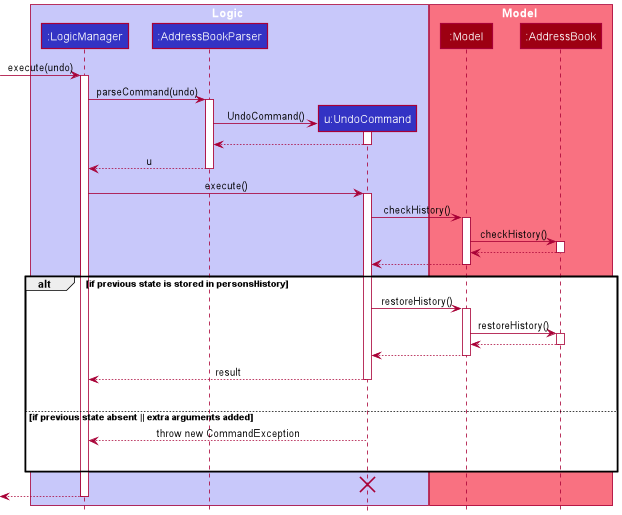 Logic
Model
:LogicManager
:AddressBookParser
:Model
:AddressBook
execute(undo)
parseCommand(undo)
UndoCommand()
u:UndoCommand
u
execute()
checkHistory()
checkHistory()
alt
[if previous state is stored in personsHistory]
restoreHistory()
restoreHistory()
result
[if previous state absent || extra arguments added]
throw new CommandException